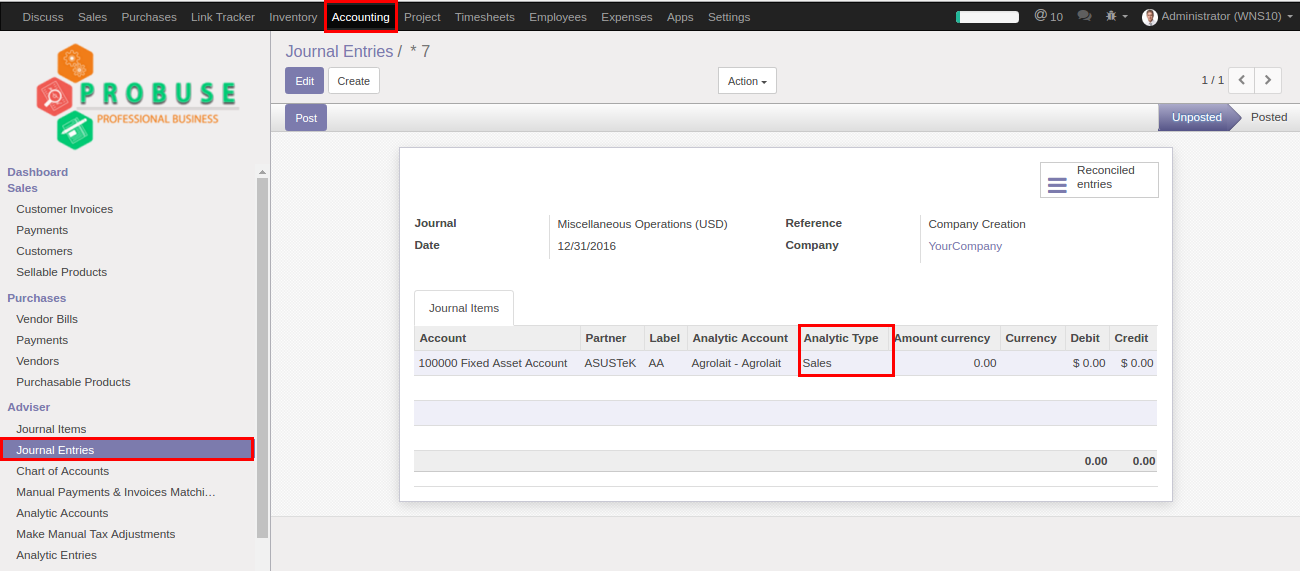 Discuss Sales Purchases Link Tracker Inventory Accounting Project Timesheets Employees Expenses Apps Settings @ 10 Administrator (WNS10)
PROBUSE
PROFESSIONAL BUSINESS
Dashboard
Sales
Customer Invoices
Payments
Customers
Sellable Products
Purchases
Vendor Bills
Payments
Vendors
Purchasable Products
Adviser
Journal Items
Journal Entries
Chart of Accounts
Manual Payments & Invoices Matchi...
Analytic Accounts
Make Manual Tax Adjustments
Analytic Entries
Journal Entries / * 7
Edit Create Action 1 / 1
Post Unposted Posted
Reconciled
entries
Journal Miscellaneous Operations (USD) Reference Company Creation
Date 12/31/2016 Company YourCompany
Journal Items
Account Partner Label Analytic Account Analytic Type Amount currency Currency Debit Credit
100000 Fixed Asset Account ASUSTeK AA Agrolait - Agrolait Sales 0.00 $ 0.00 $ 0.00
0.00 0.00